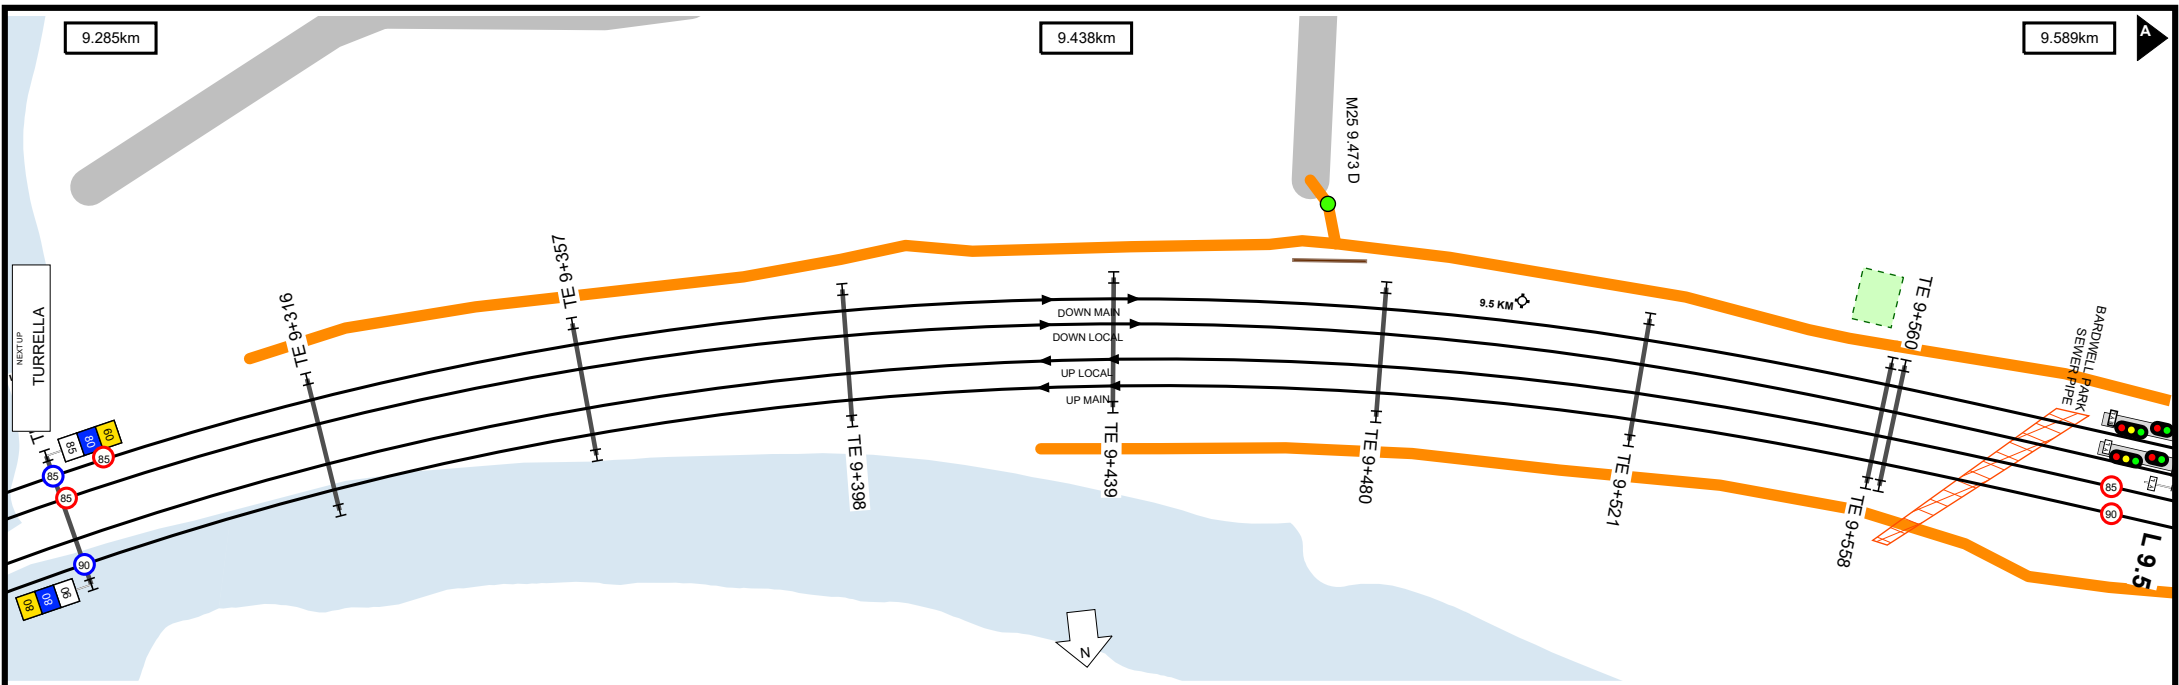 9.285km
9.438km
9.589km
A
M25 9.473 D
TE 9+357
TE 9+316
9.5 KM
DOWN MAIN
DOWN LOCAL
UP LOCAL
UP MAIN
TE 9+560
BARDWELL PARK
SEWER PIPE
NEXT UP
TURRELLA
85
80
60
85
85
85
90
90
80
80
TE 9+398
TE 9+439
TE 9+480
TE 9+521
TE 9+558
85
90
L 9.5
N